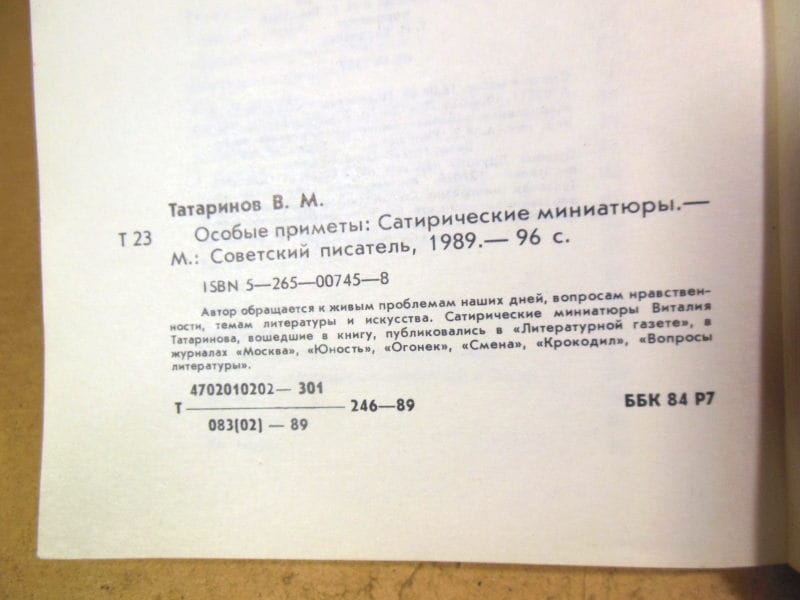 Татаринов В. М.
Т 23 Особые приметы: Сатирические миниатюры.—
М.: Советский писатель, 1989.— 96 с.
ISBN 5—265—00745—8
Автор обращается к живым проблемам наших дней, вопросам нравствен-
ности, темам литературы и искусства. Сатирические миниатюры Виталия
Татаринова, вошедшие в книгу, публиковались в «Литературной газете», в
журналах «Москва», «Юность», «Огонек», «Смена», «Крокодил», «Вопросы
литературы».
4702010202— 301
Т 246—89
083(02) — 89
ББК 84 Р7